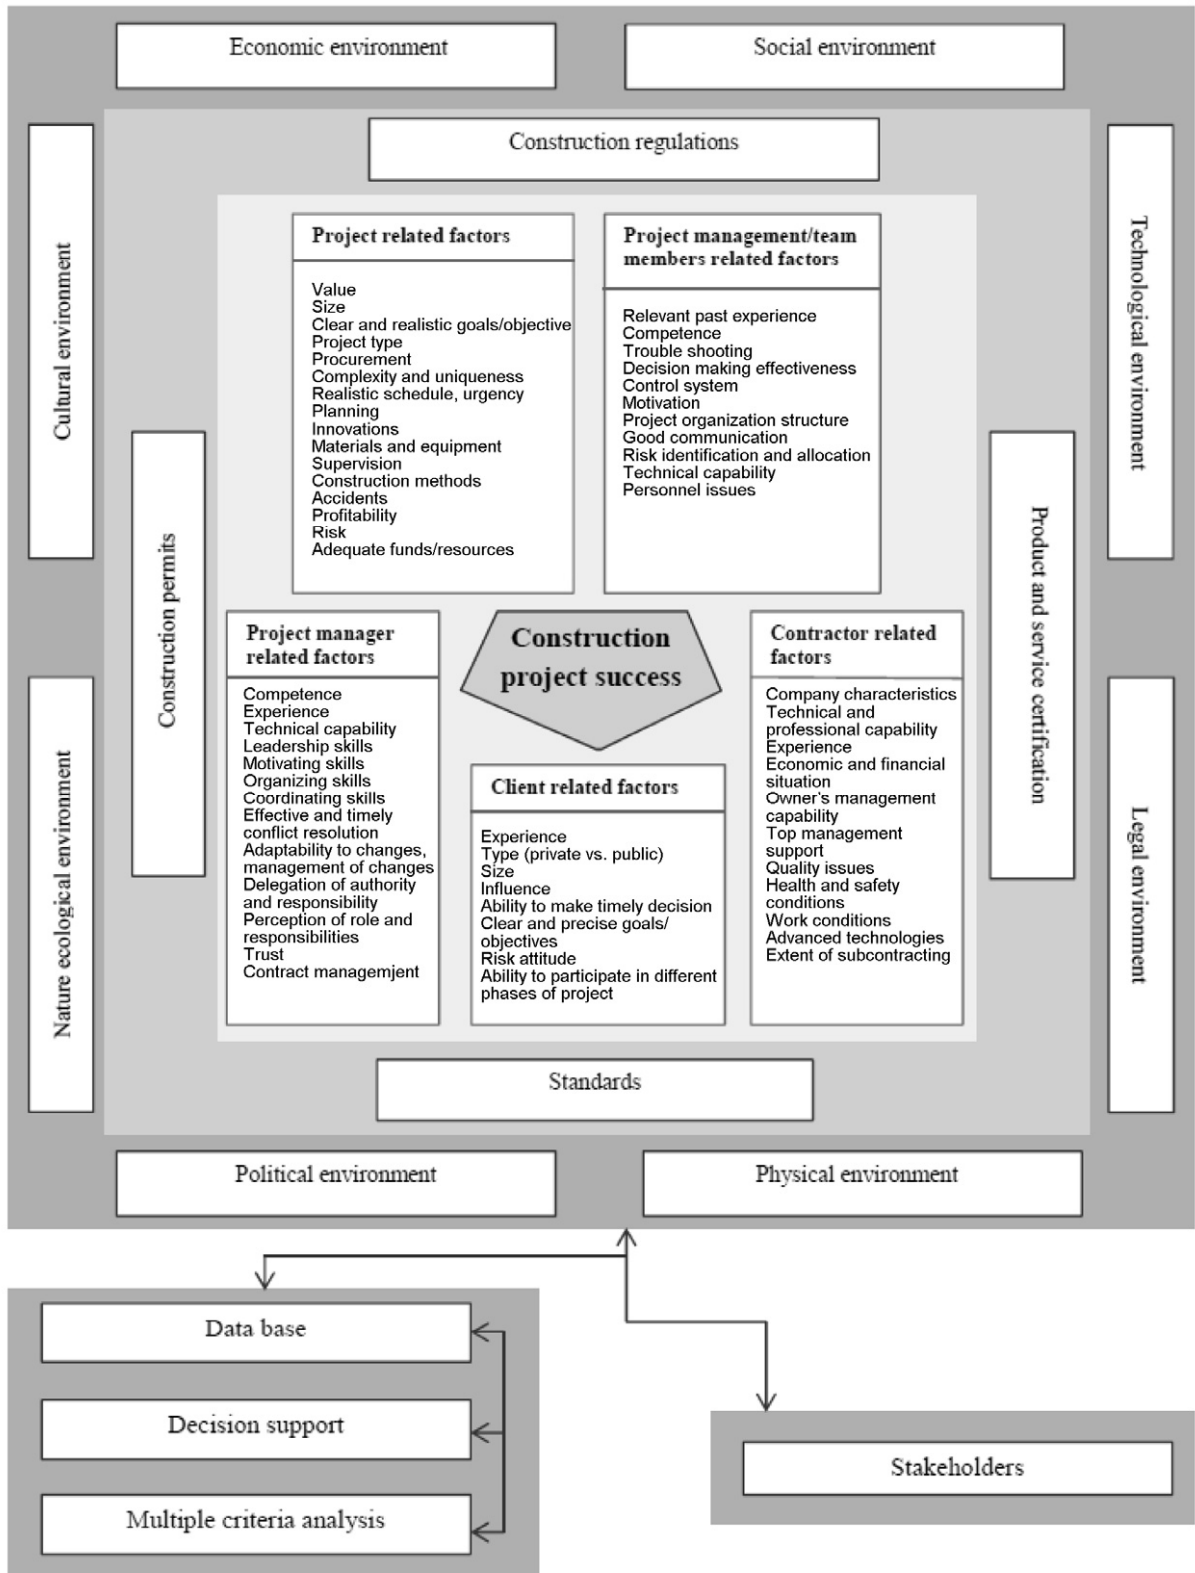 Economic environment
Social environment
Construction regulations
Cultural environment
Nature ecological environment
Construction permits
Project related factors
Value
Size
Clear and realistic goals/objective
Project type
Procurement
Complexity and uniqueness
Realistic schedule, urgency
Planning
Innovations
Materials and equipment
Supervision
Construction methods
Accidents
Profitability
Risk
Adequate funds/resources
Project management/team
members related factors
Relevant past experience
Competence
Trouble shooting
Decision making effectiveness
Control system
Motivation
Project organization structure
Good communication
Risk identification and allocation
Technical capability
Personnel issues
Project manager
related factors
Competence
Experience
Technical capability
Leadership skills
Motivating skills
Organizing skills
Coordinating skills
Effective and timely
conflict resolution
Adaptability to changes,
management of changes
Delegation of authority
and responsibility
Perception of role and
responsibilities
Trust
Contract managemjent
Construction
project success
Client related factors
Experience
Type (private vs. public)
Size
Influence
Ability to make timely decision
Clear and precise goals/
objectives
Risk attitude
Ability to participate in different
phases of project
Contractor related
factors
Company characteristics
Technical and
professional capability
Experience
Economic and financial
situation
Owner's management
capability
Top management
support
Quality issues
Health and safety
conditions
Work conditions
Advanced technologies
Extent of subcontracting
Product and service certification
Technological environment
Legal environment
Standards
Political environment
Physical environment
Data base
Decision support
Multiple criteria analysis
Stakeholders